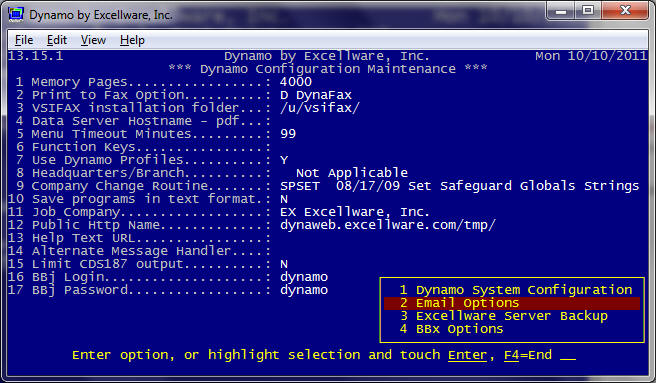 Dynamo by Excellware, Inc.
File Edit View Help
13.15.1 Dynamo by Excellware, Inc. Mon 10/10/2011
*** Dynamo Configuration Maintenance ***
1 Memory Pages.................: 4000
2 Print to Fax Option..........: D DynaFax
3 VSIFAX installation folder...: /u/vsifax/
4 Data Server Hostname - pdf...:
5 Menu Timeout Minutes.........: 99
6 Function Keys................:
7 Use Dynamo Profiles..........: Y
8 Headquarters/Branch..........: Not Applicable
9 Company Change Routine.......: SPSET 08/17/09 Set Safeguard Globals Strings
10 Save programs in text format.: N
11 Job Company..................: EX Excellware, Inc.
12 Public Http Name.............: dynaweb.excellware.com/tmp/
13 Help Text URL................:
14 Alternate Message Handler....:
15 Limit CDS187 output..........: N
16 BBj Login....................: dynamo
17 BBj Password.................: dynamo
1 Dynamo System Configuration
2 Email Options
3 Excellware Server Backup
4 BBx Options
Enter option, or highlight selection and touch Enter, F4=End __